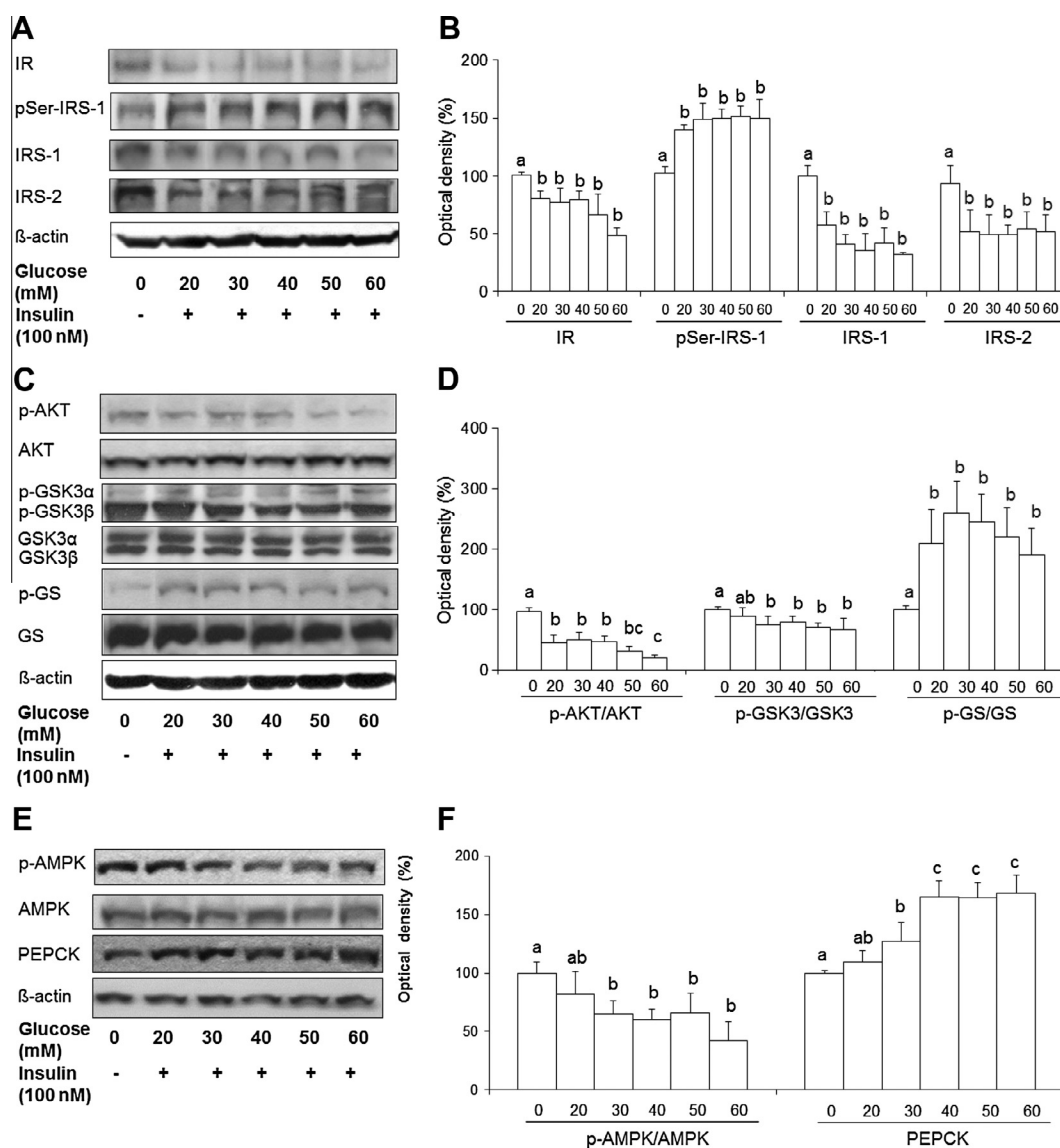 A
IR
pSer-IRS-1
IRS-1
IRS-2
ß-actin
Glucose (mM) 0 20 30 40 50 60
Insulin (100 nM) - + + + + +
B
Optical density (%)
200
150
100
50
0
a b b b b b
a b b b b b
a b b b b b
a b b b b b
0 20 30 40 50 60 0 20 30 40 50 60 0 20 30 40 50 60 0 20 30 40 50 60
IR pSer-IRS-1 IRS-1 IRS-2
C
p-AKT
AKT
p-GSK3α
p-GSK3β
GSK3α
GSK3β
p-GS
GS
ß-actin
Glucose (mM) 0 20 30 40 50 60
Insulin (100 nM) - + + + + +
D
Optical density (%)
400
300
200
100
0
a b b b bc c
a ab b b b b
a b b b b b
0 20 30 40 50 60 0 20 30 40 50 60 0 20 30 40 50 60
p-AKT/AKT p-GSK3/GSK3 p-GS/GS
E
p-AMPK
AMPK
PEPCK
ß-actin
Glucose (mM) 0 20 30 40 50 60
Insulin (100 nM) - + + + + +
F
Optical density (%)
200
150
100
50
0
a ab b b b b
a ab b c c c
0 20 30 40 50 60 0 20 30 40 50 60
p-AMPK/AMPK PEPCK